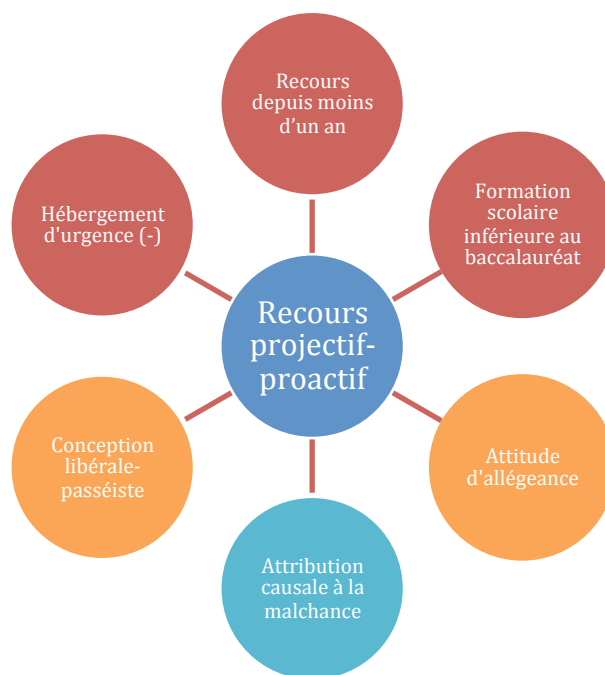 Recours
depuis moins
d’un an
Formation
scolaire
inférieure au
baccalauréat
Hébergement
d'urgence (-)
Recours
projectif-
proactif
Conception
libérale-
passéiste
Attitude
d'allégeance
Attribution
causale à la
malchance